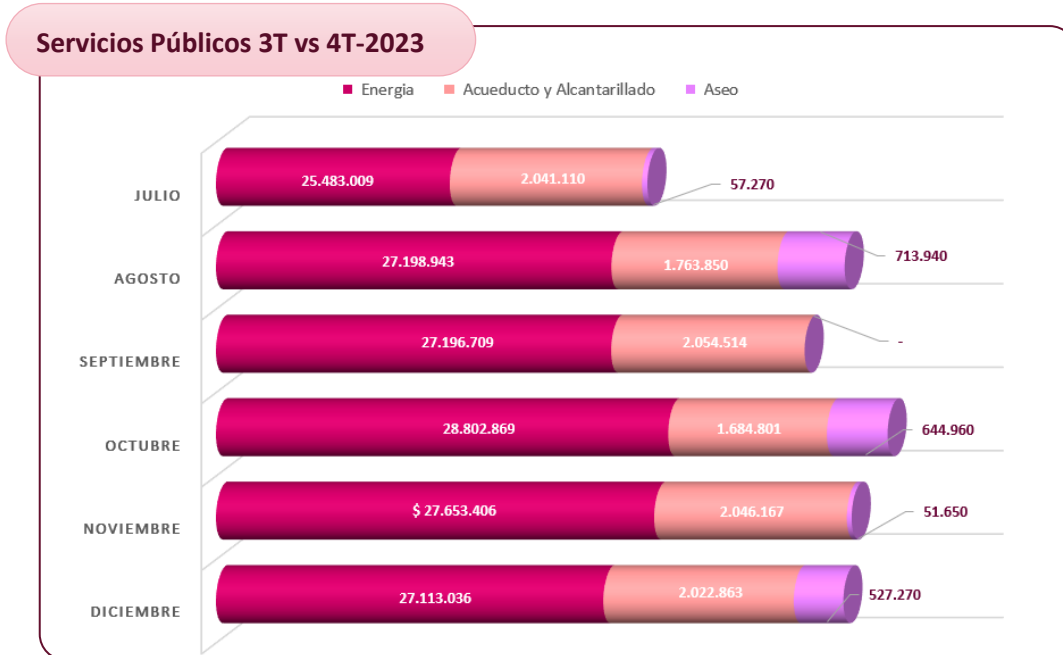 Servicios Públicos 3T vs 4T-2023
Energia Acueducto y Alcantarillado Aseo
JULIO 25.483.009 2.041.110 57.270
AGOSTO 27.198.943 1.763.850 713.940
SEPTIEMBRE 27.196.709 2.054.514 -
OCTUBRE 28.802.869 1.684.801 644.960
NOVIEMBRE $ 27.653.406 2.046.167 51.650
DICIEMBRE 27.113.036 2.022.863 527.270